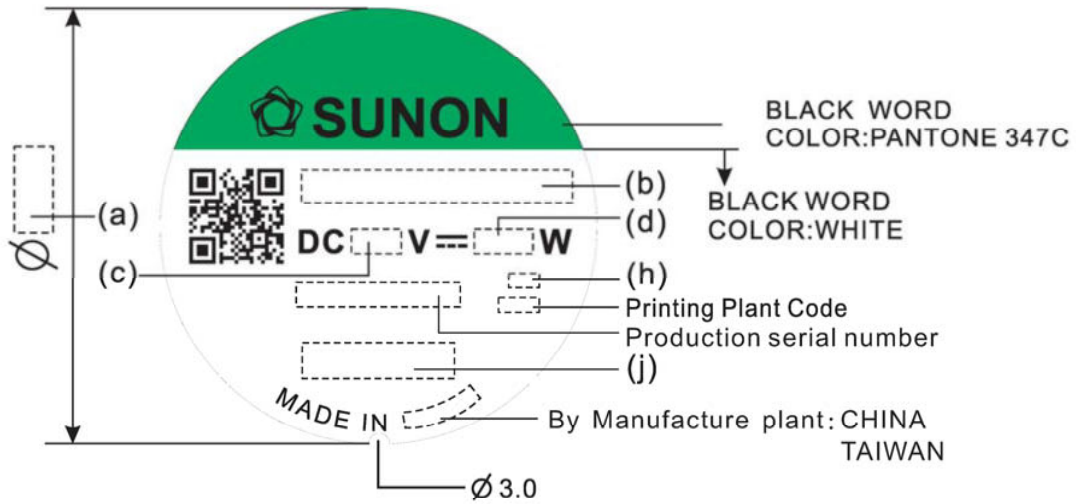 SUNON
BLACK WORD
COLOR:PANTONE 347C
(a)
Ø
(b)
BLACK WORD
COLOR:WHITE
DC V⎓ W
(d)
(c)
(h)
Printing Plant Code
Production serial number
(j)
MADE IN
By Manufacture plant: CHINA
TAIWAN
Ø 3.0